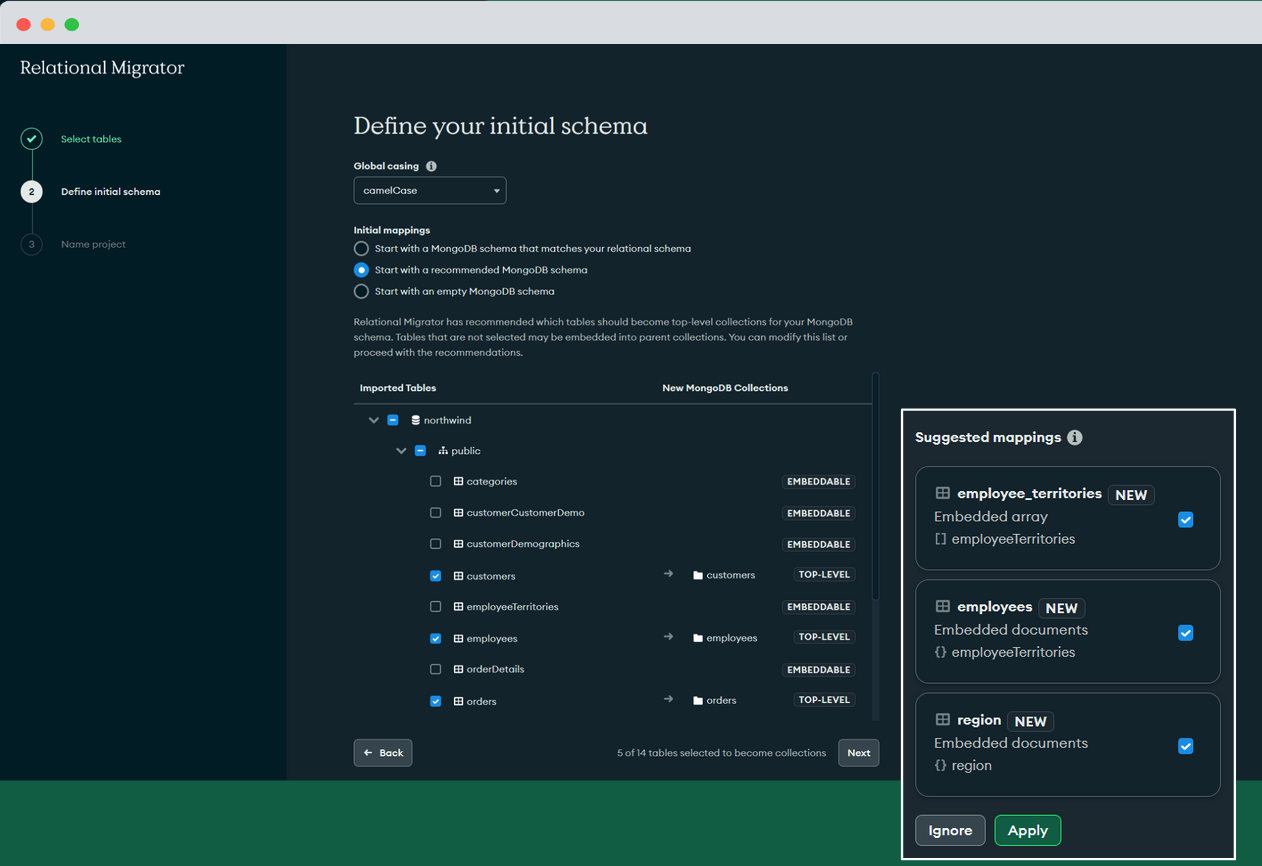 Relational Migrator
Select tables
2
Define initial schema
3
Name project
Define your initial schema
Global casing i
camelCase
Initial mappings
Start with a MongoDB schema that matches your relational schema
Start with a recommended MongoDB schema
Start with an empty MongoDB schema
Relational Migrator has recommended which tables should become top-level collections for your MongoDB
schema. Tables that are not selected may be embedded into parent collections. You can modify this list or
proceed with the recommendations.
Imported Tables New MongoDB Collections
northwind
public
categories EMBEDDABLE
customerCustomerDemo EMBEDDABLE
customerDemographics EMBEDDABLE
customers → customers TOP-LEVEL
employeeTerritories EMBEDDABLE
employees → employees TOP-LEVEL
orderDetails EMBEDDABLE
orders → orders TOP-LEVEL
← Back
5 of 14 tables selected to become collections
Next
Suggested mappings i
employee_territories NEW
Embedded array
[] employeeTerritories
employees NEW
Embedded documents
{} employeeTerritories
region NEW
Embedded documents
{} region
Ignore
Apply